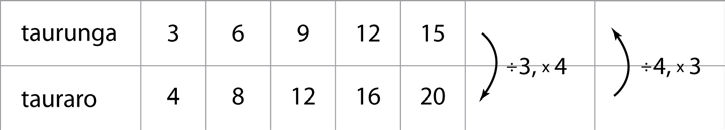 taurunga 3 6 9 12 15
÷3, × 4 ÷4, × 3
tauraro 4 8 12 16 20